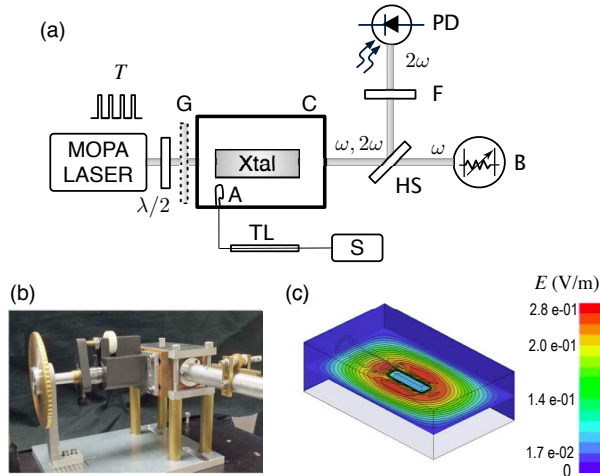 (a)
PD
T
2ω
G
C
F
MOPA
LASER
Xtal
ω, 2ω
ω
B
λ/2
A
HS
TL
S
(b)
(c)
E (V/m)
2.8 e-01
2.0 e-01
1.4 e-01
1.7 e-02
0